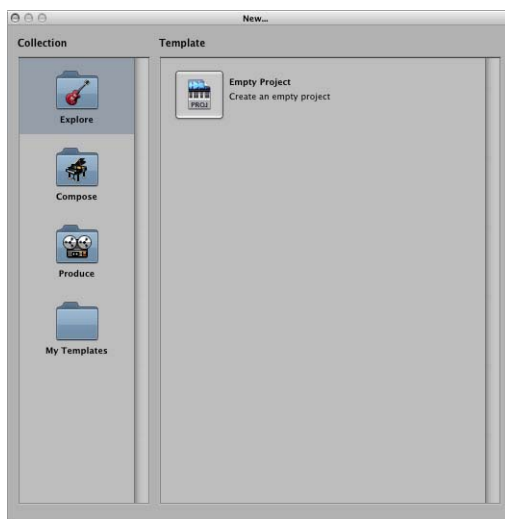 New...
Collection
Template
Explore
Compose
Produce
My Templates
PROJ
Empty Project
Create an empty project